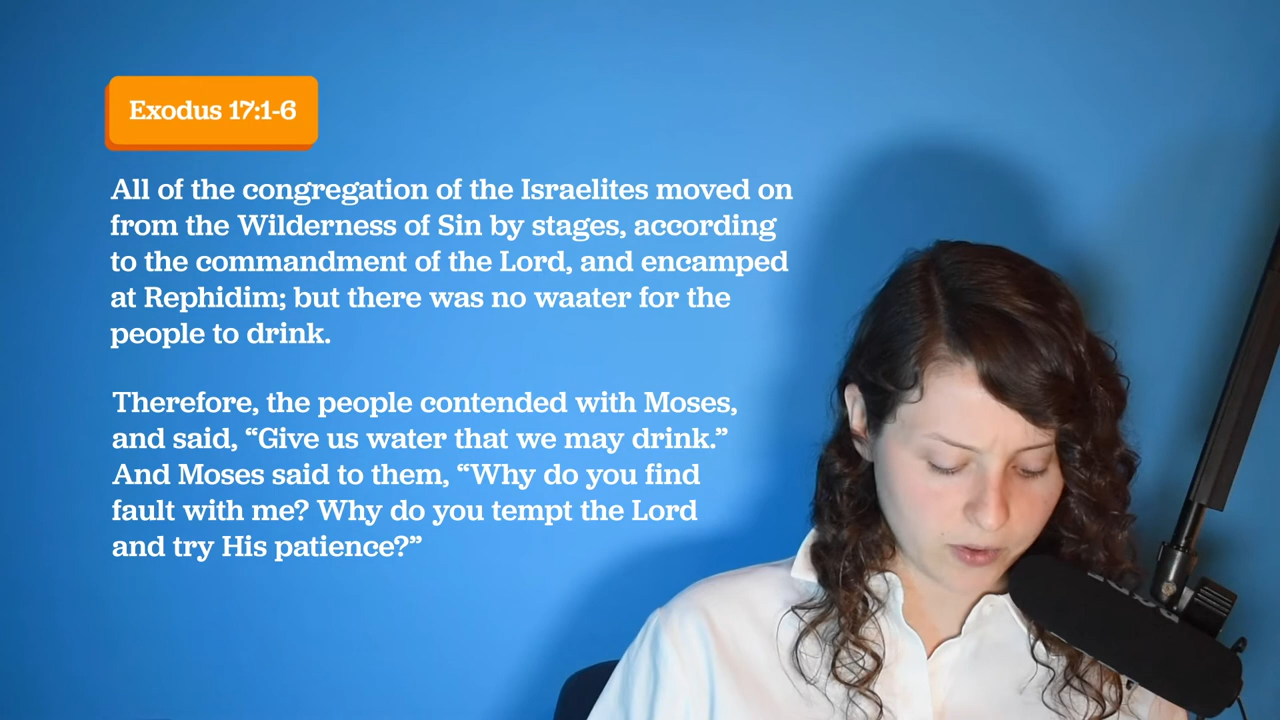 Exodus 17:1-6
All of the congregation of the Israelites moved on
from the Wilderness of Sin by stages, according
to the commandment of the Lord, and encamped
at Rephidim; but there was no waater for the
people to drink.
Therefore, the people contended with Moses,
and said, “Give us water that we may drink.”
And Moses said to them, “Why do you find
fault with me? Why do you tempt the Lord
and try His patience?”